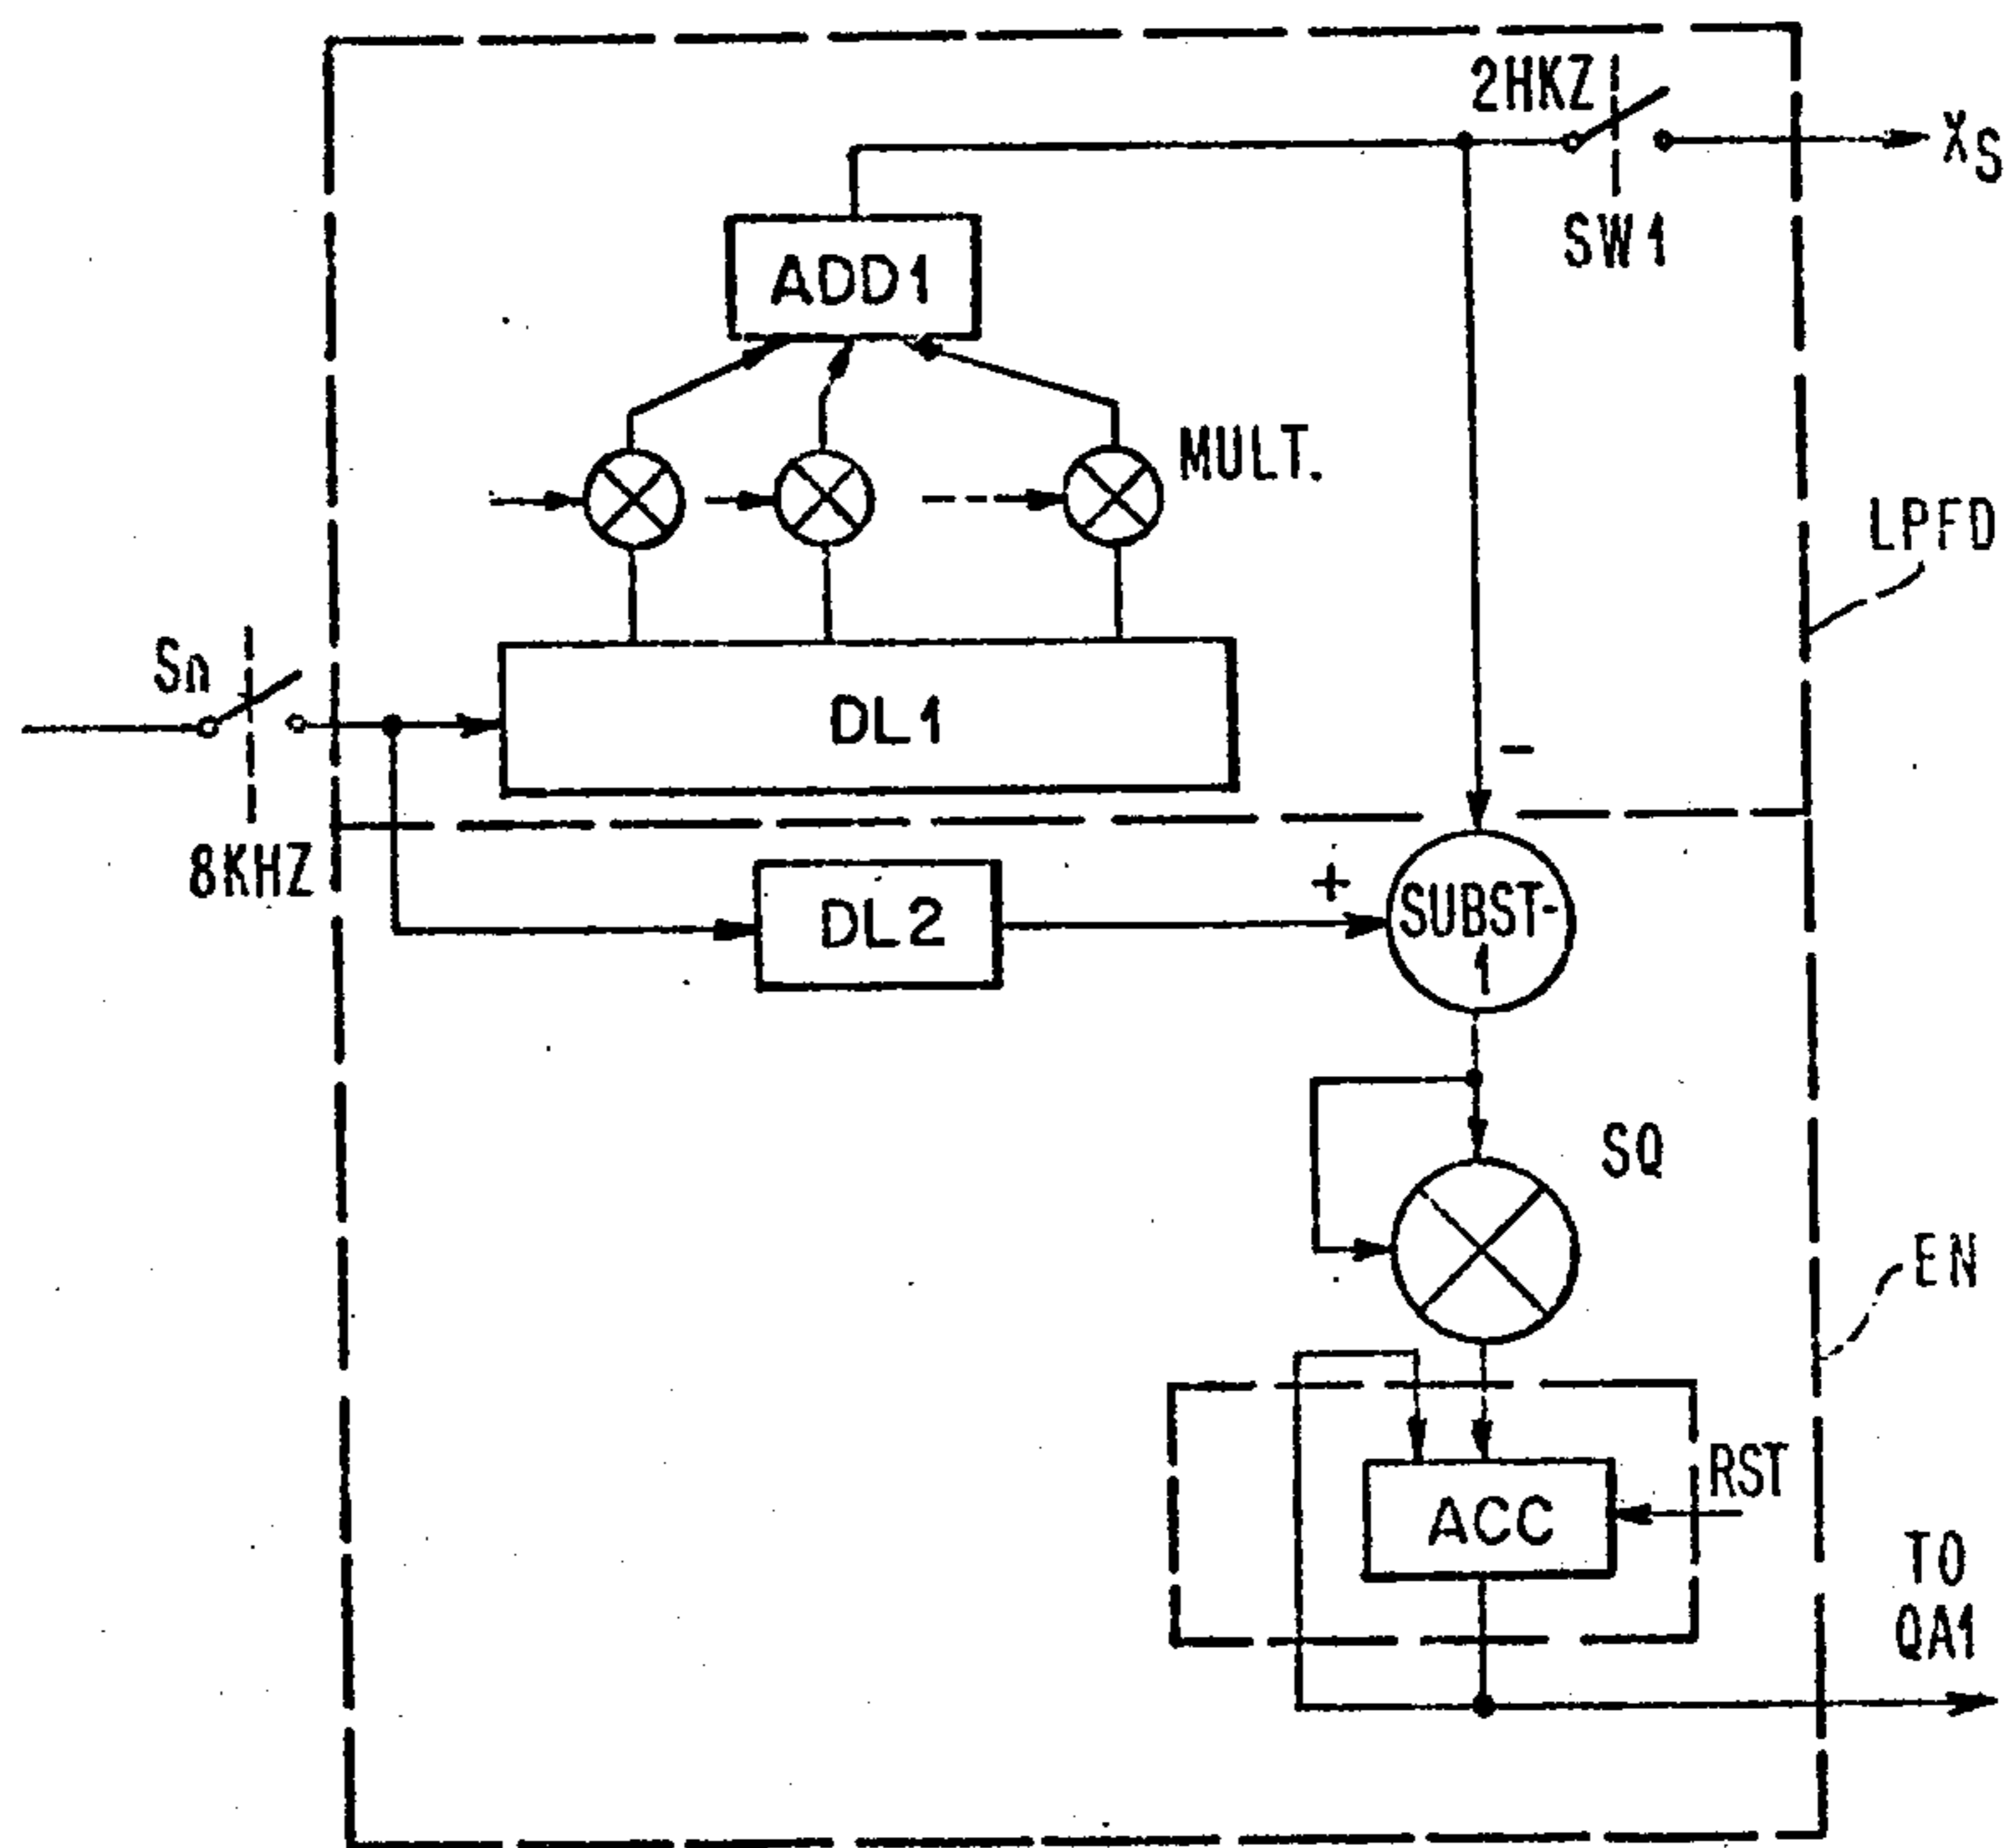 2HKZ
XS
SW1
ADD1
MULT.
LPFD
Sn
DL1
-
8KHZ
+
DL2
SUBST-
1
SQ
EN
RST
ACC
TO
QA1